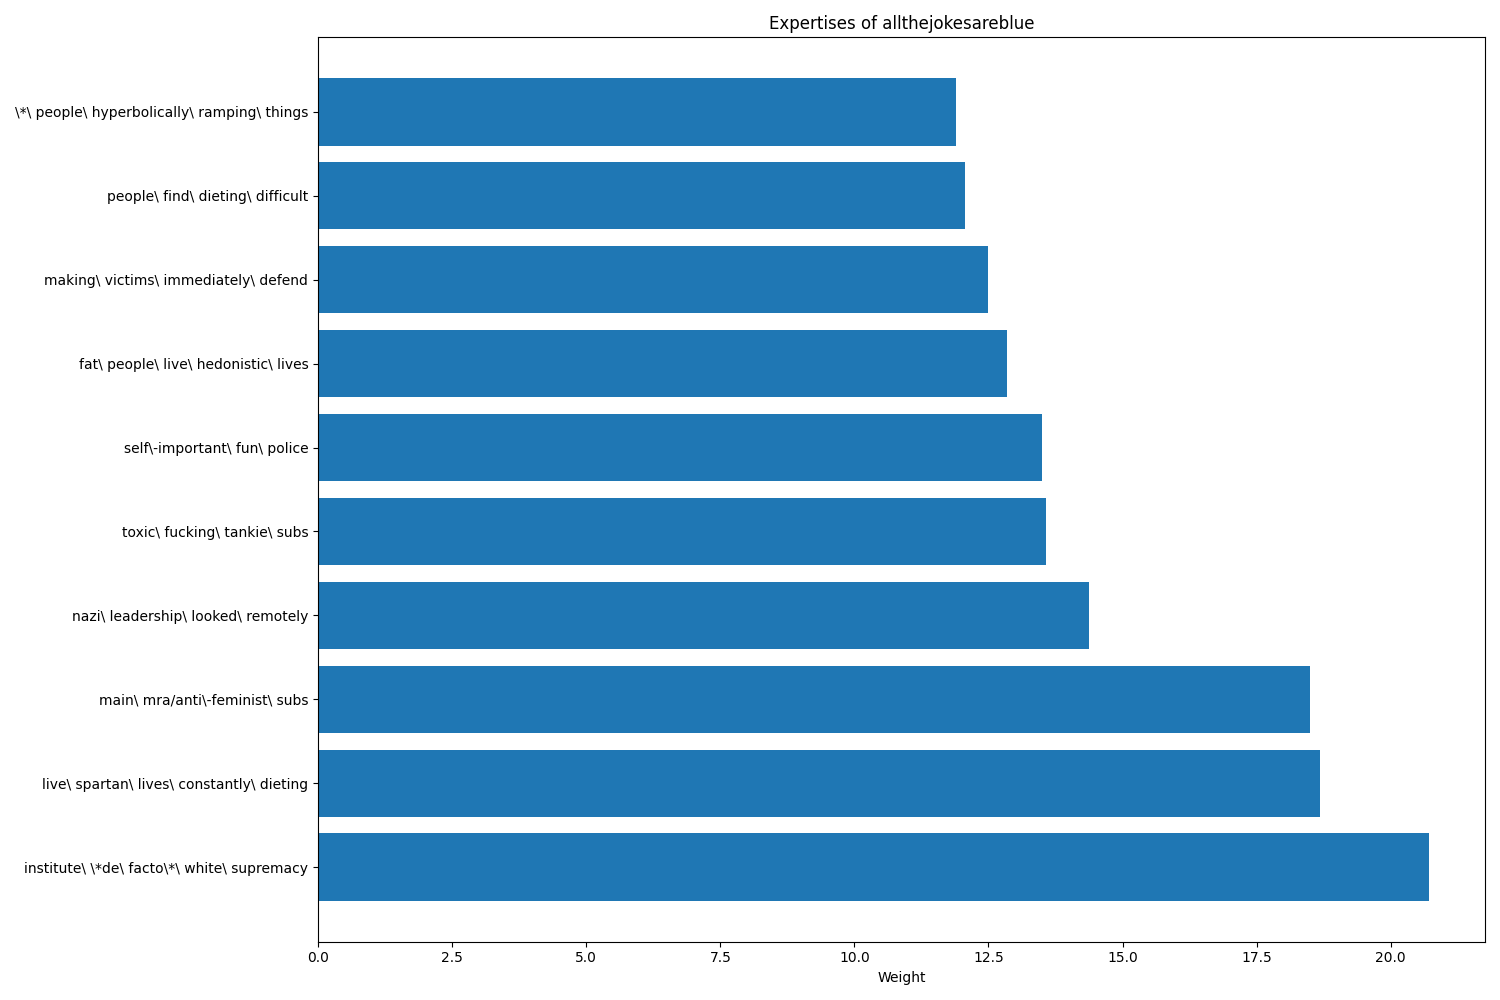 Expertises of allthejokesareblue
\*\ people\ hyperbolically\ ramping\ things
people\ find\ dieting\ difficult
making\ victims\ immediately\ defend
fat\ people\ live\ hedonistic\ lives
self\-important\ fun\ police
toxic\ fucking\ tankie\ subs
nazi\ leadership\ looked\ remotely
main\ mra/anti\-feminist\ subs
live\ spartan\ lives\ constantly\ dieting
institute\ \*de\ facto\*\ white\ supremacy
0.0 2.5 5.0 7.5 10.0 12.5 15.0 17.5 20.0
Weight